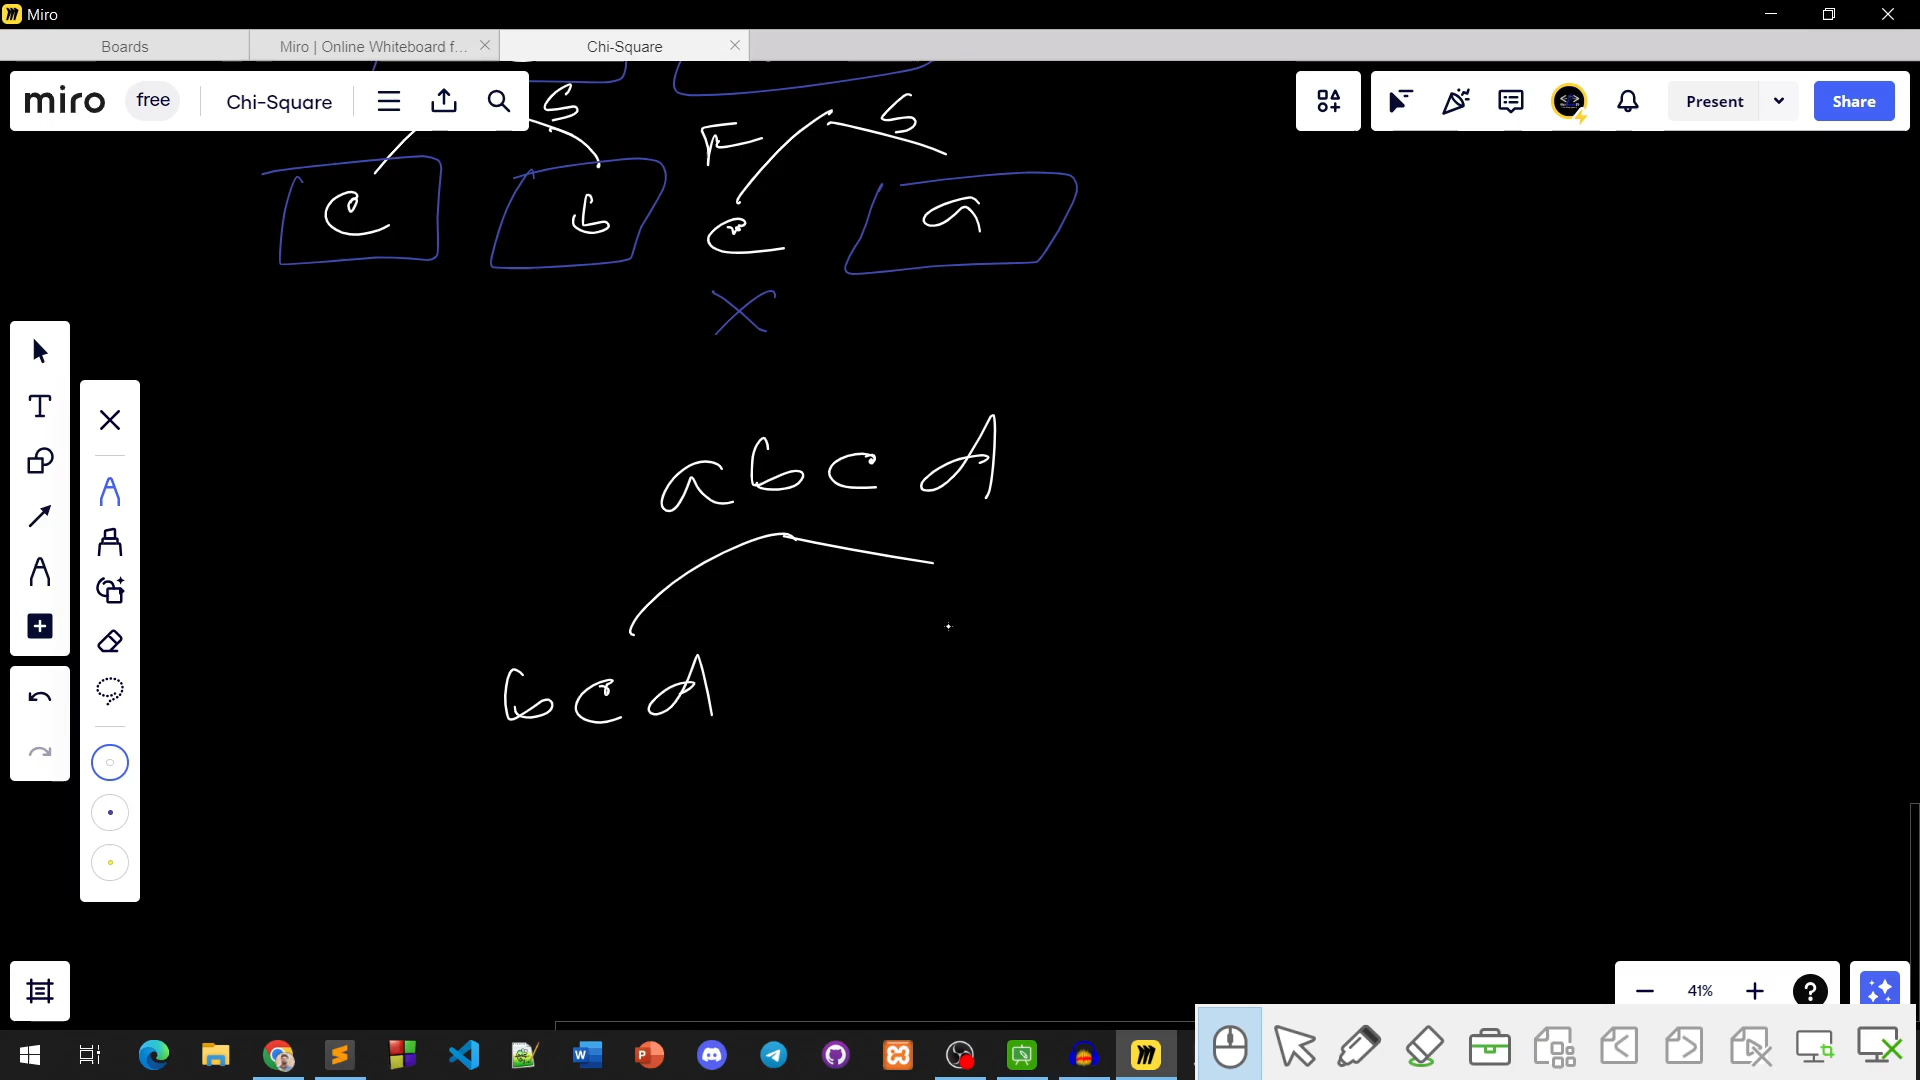 Miro
Boards
Miro | Online Whiteboard f...
Chi-Square
miro
free
Chi-Square
Present
Share
S
F
S
c
b
c
a
X
a b c d
b c d
41%